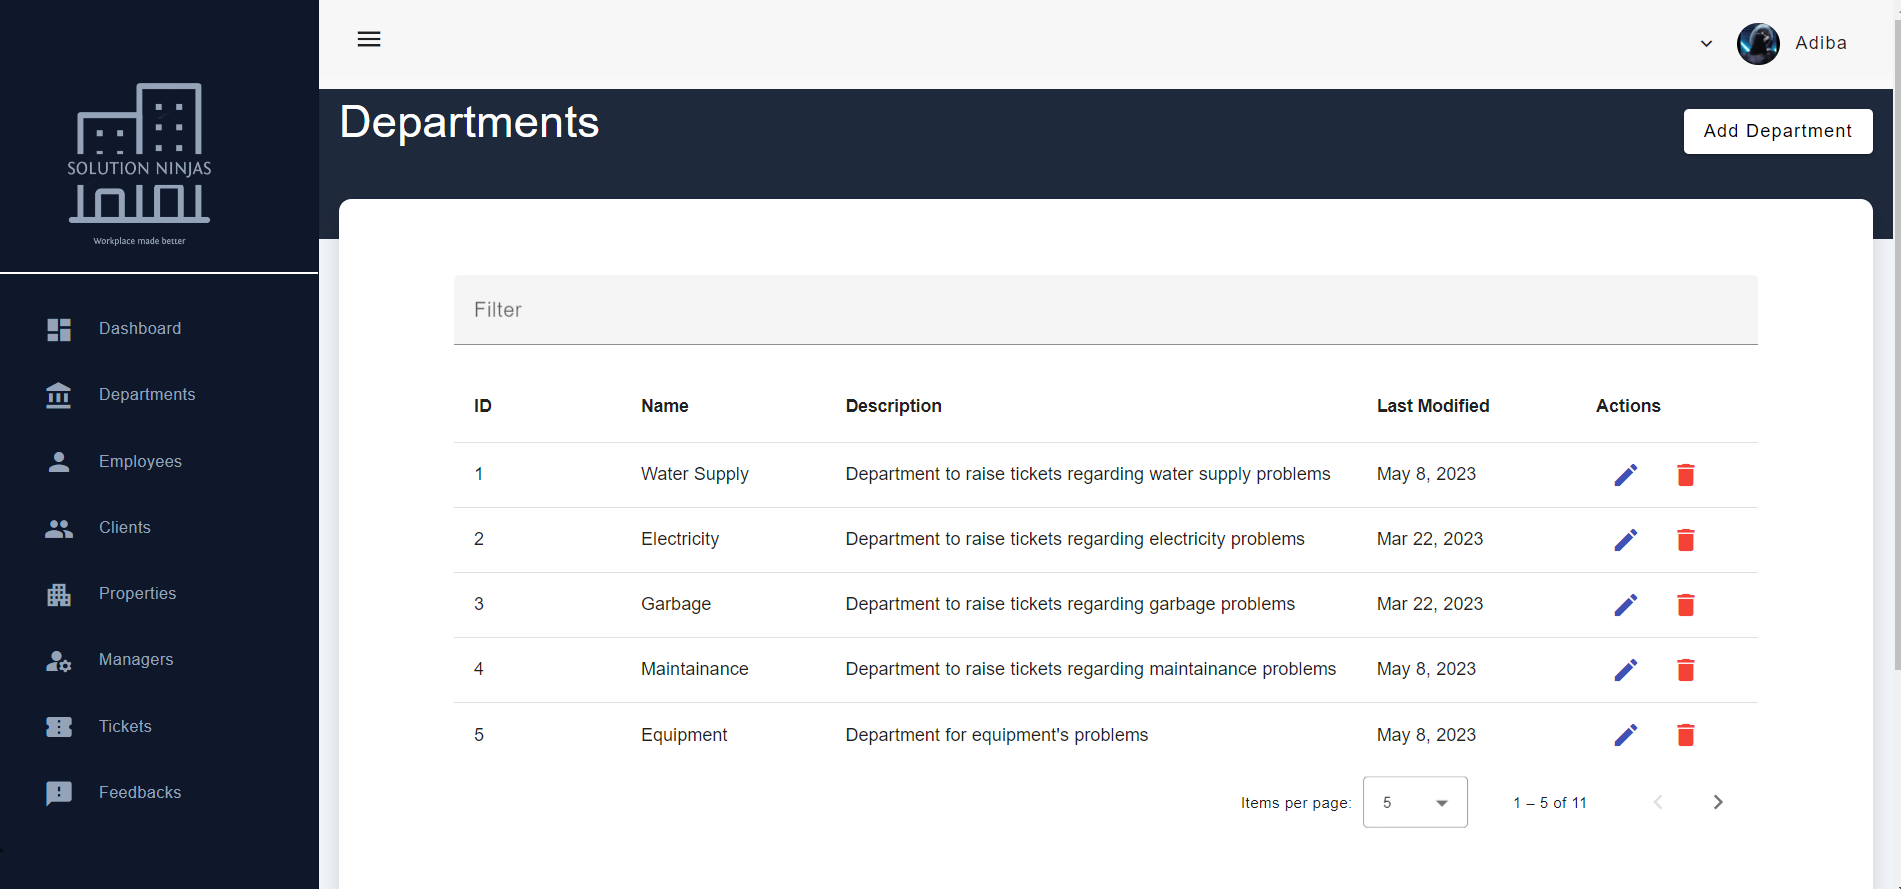 SOLUTION NINJAS
Workplace made better
Dashboard
Departments
Employees
Clients
Properties
Managers
Tickets
Feedbacks
Adiba
Departments
Add Department
Filter
ID Name Description Last Modified Actions
1 Water Supply Department to raise tickets regarding water supply problems May 8, 2023
2 Electricity Department to raise tickets regarding electricity problems Mar 22, 2023
3 Garbage Department to raise tickets regarding garbage problems Mar 22, 2023
4 Maintainance Department to raise tickets regarding maintainance problems May 8, 2023
5 Equipment Department for equipment's problems May 8, 2023
Items per page: 5 1 – 5 of 11